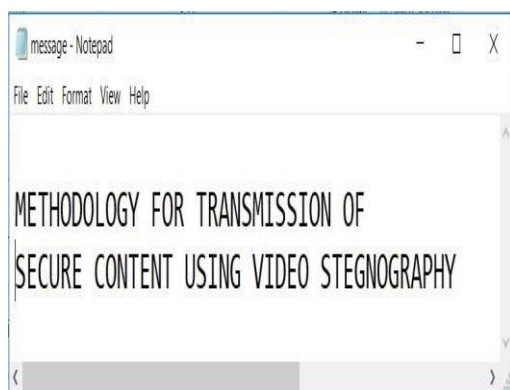 message - Notepad
File Edit Format View Help
METHODOLOGY FOR TRANSMISSION OF
SECURE CONTENT USING VIDEO STEGNOGRAPHY